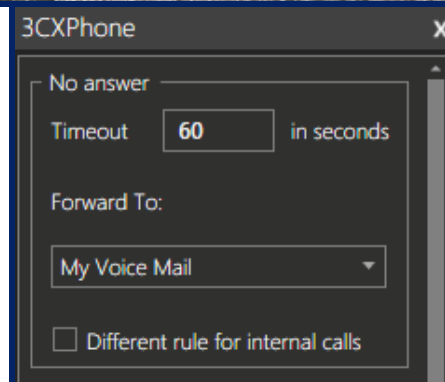 3CXPhone x
No answer
Timeout 60 in seconds
Forward To:
My Voice Mail
Different rule for internal calls